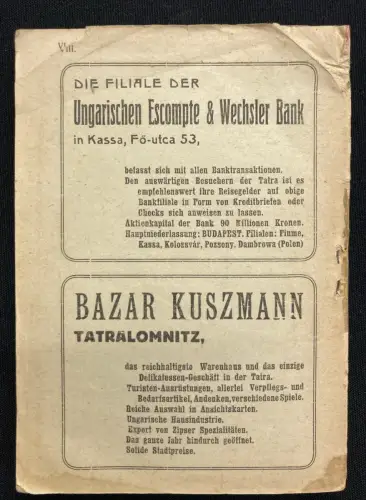 VIII.
DIE FILIALE DER
Ungarischen Escompte & Wechsler Bank
in Kassa, Fő-utca 53,
befasst sich mit allen Banktransaktionen.
Den auswärtigen Besuchern der Tatra ist es
empfehlenswert ihre Reisegelder auf obige
Bankfiliale in Form von Kreditbriefen oder
Checks sich anweisen zu lassen.
Aktienkapital der Bank 90 Millionen Kronen.
Hauptniederlassung: BUDAPEST. Filialen: Fiume,
Kassa, Kolozsvár, Pozsony. Dambrowa (Polen)
BAZAR KUSZMANN
TATRALOMNITZ,
das reichhaltigste Warenhaus und das einzige
Delikatessen-Geschäft in der Tatra.
Turisten-Ausrüstungen, allerlei Verpflegs- und
Bedarfsartikel, Andenken, verschiedene Spiele.
Reiche Auswahl in Ansichtskarten.
Ungarische Hausindustrie.
Export von Zipser Spezialitäten.
Das ganze Jahr hindurch geöffnet.
Solide Stadtpreise.